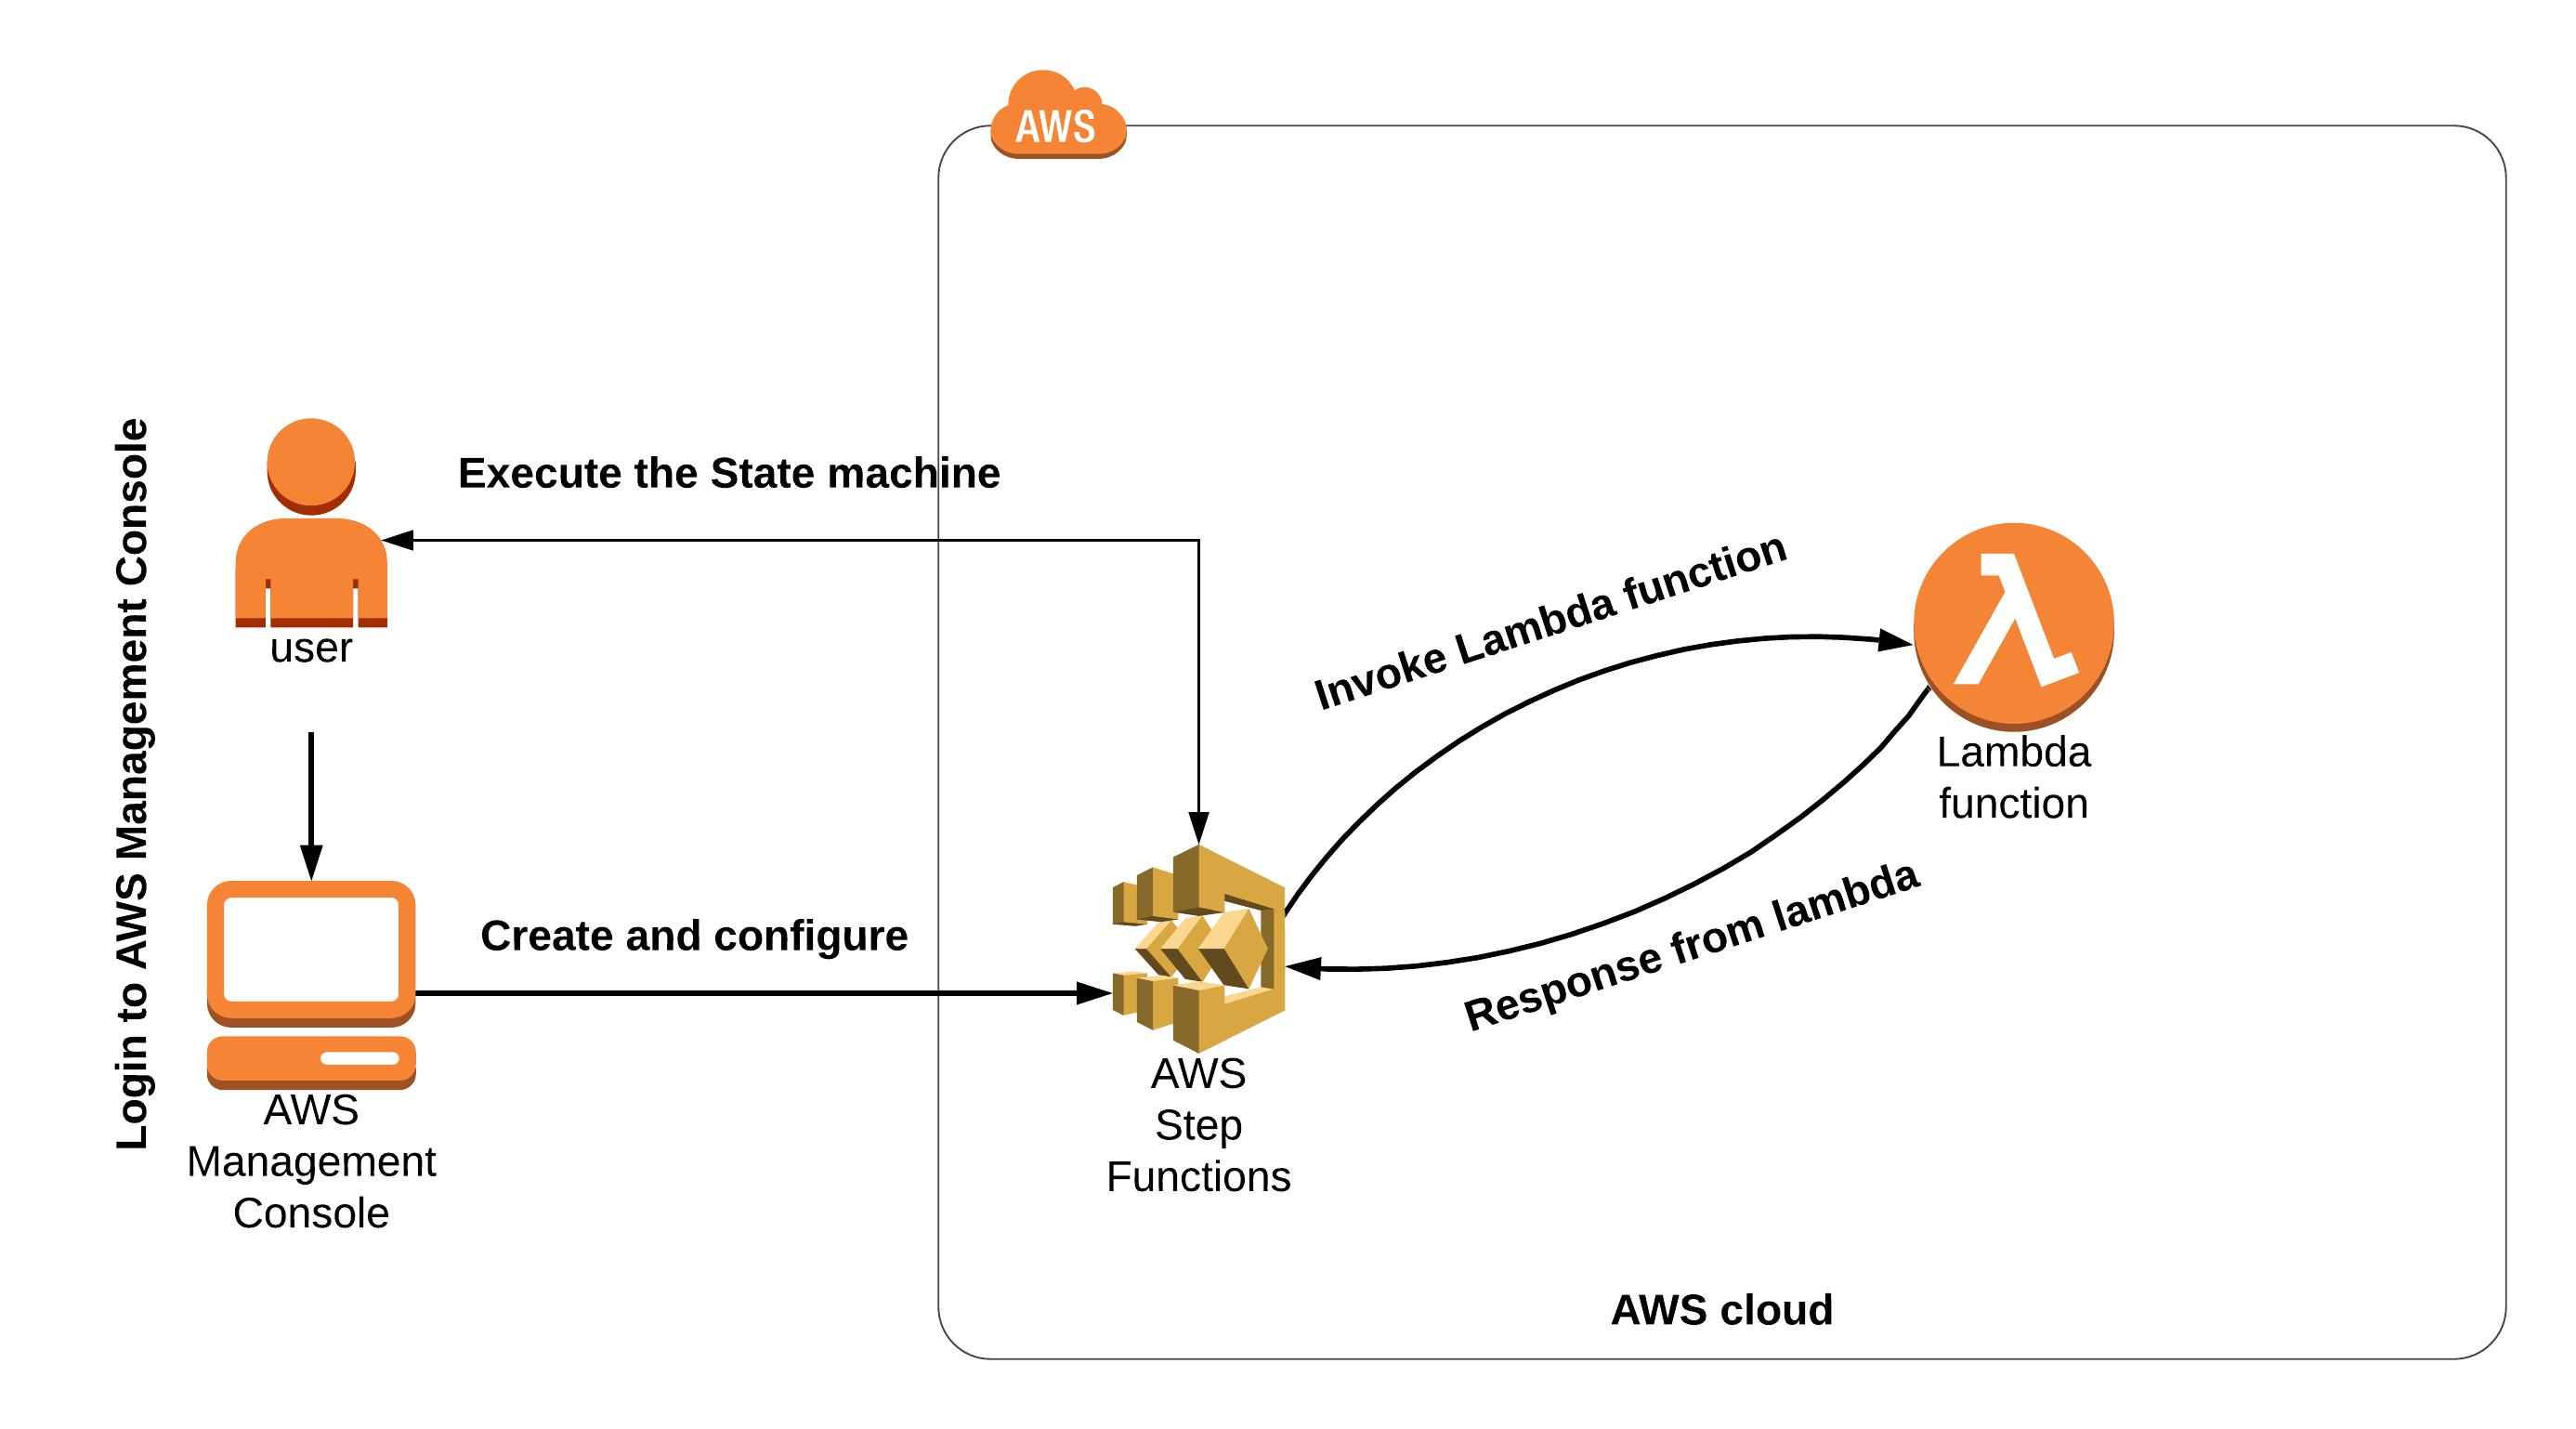 AWS
Login to AWS Management Console
Execute the State machine
user
Invoke Lambda function
Lambda
function
Create and configure
Response from lambda
AWS
Management
Console
AWS
Step
Functions
AWS cloud